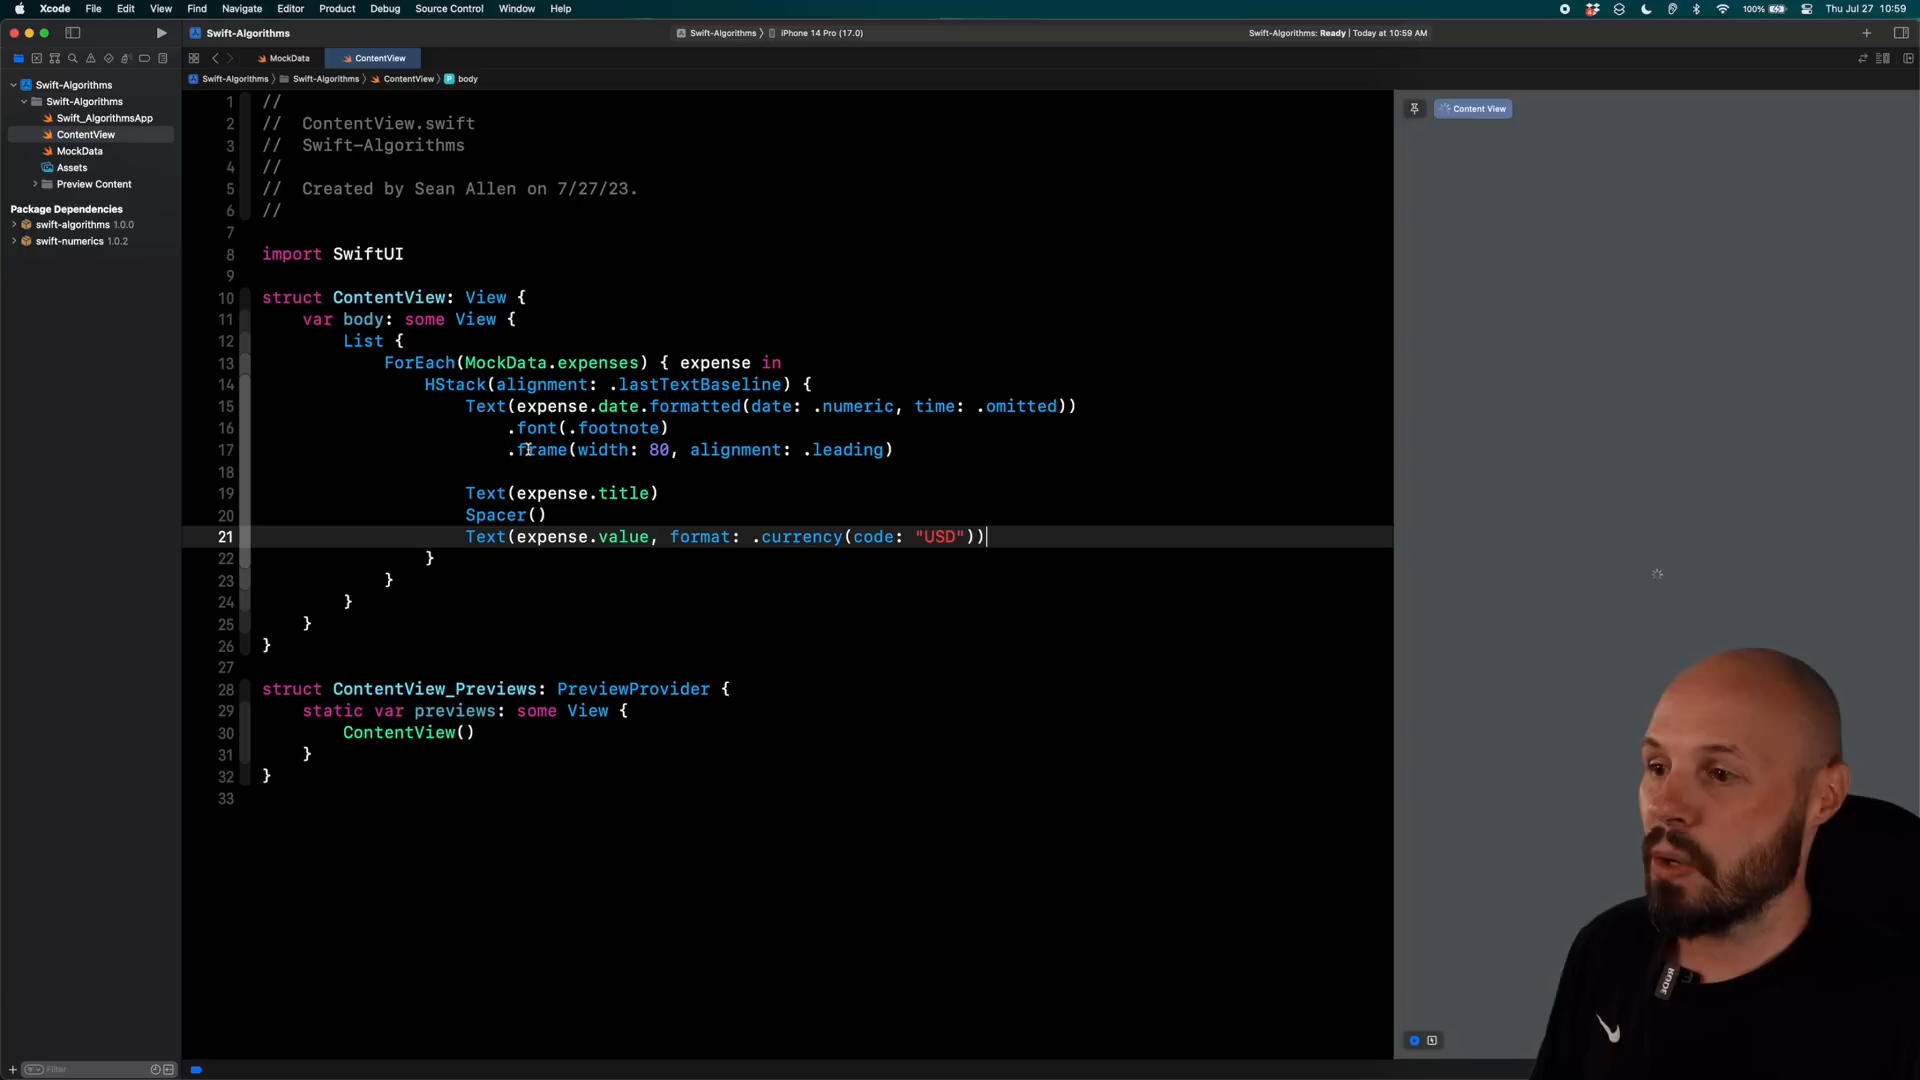 Xcode File Edit View Find Navigate Editor Product Debug Source Control Window Help 100% Thu Jul 27 10:59
Swift-Algorithms Swift-Algorithms 〉 iPhone 14 Pro (17.0) Swift-Algorithms: Ready | Today at 10:59 AM
MockData ContentView
Swift-Algorithms 〉 Swift-Algorithms 〉 ContentView 〉 body
Swift-Algorithms
Swift-Algorithms
Swift_AlgorithmsApp
ContentView
MockData
Assets
Preview Content
Package Dependencies
swift-algorithms 1.0.0
swift-numerics 1.0.2
Filter
1 //
2 //  ContentView.swift
3 //  Swift-Algorithms
4 //
5 //  Created by Sean Allen on 7/27/23.
6 //
7
8 import SwiftUI
9
10 struct ContentView: View {
11     var body: some View {
12         List {
13             ForEach(MockData.expenses) { expense in
14                 HStack(alignment: .lastTextBaseline) {
15                     Text(expense.date.formatted(date: .numeric, time: .omitted))
16                         .font(.footnote)
17                         .frame(width: 80, alignment: .leading)
18
19                     Text(expense.title)
20                     Spacer()
21                     Text(expense.value, format: .currency(code: "USD"))
22                 }
23             }
24         }
25     }
26 }
27
28 struct ContentView_Previews: PreviewProvider {
29     static var previews: some View {
30         ContentView()
31     }
32 }
33
Content View
RODE